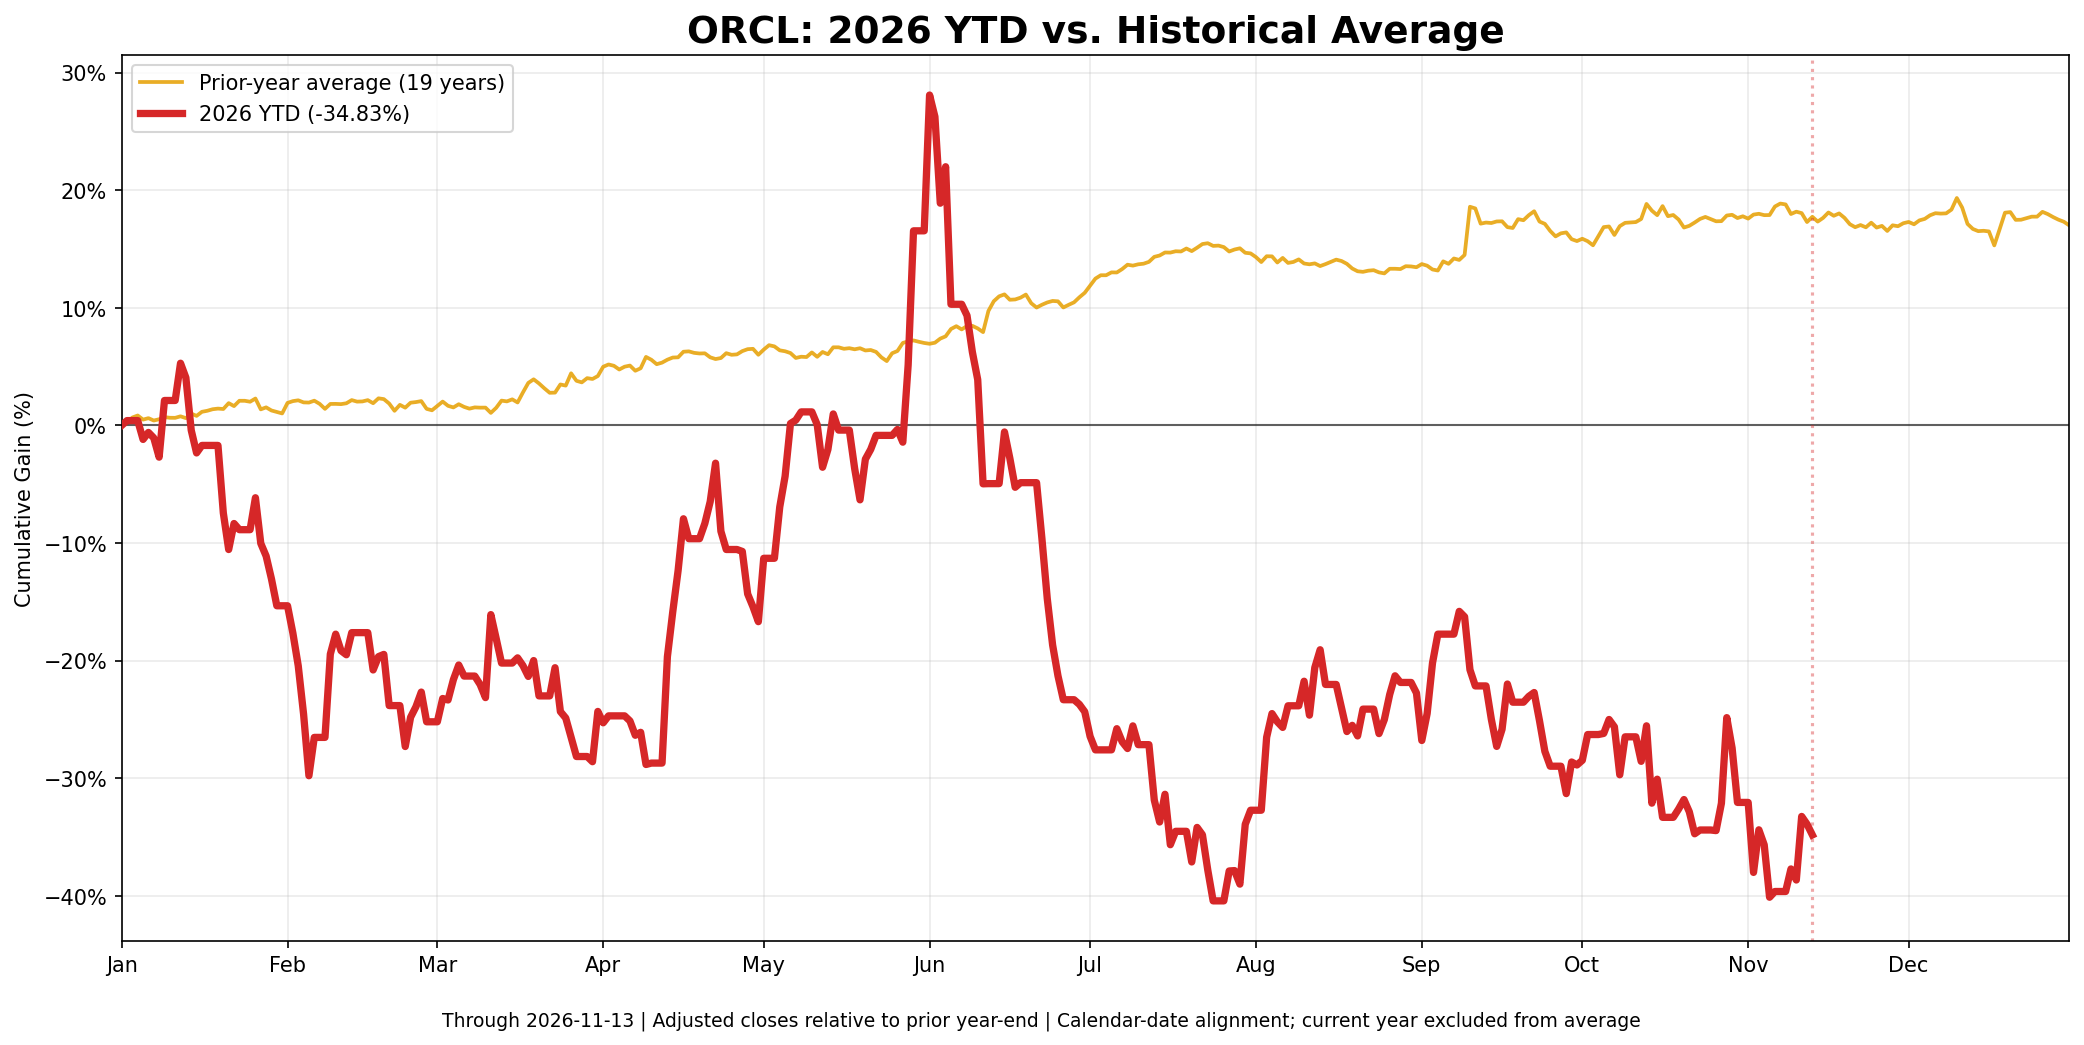 ORCL: 2026 YTD vs. Historical Average
Prior-year average (19 years)
2026 YTD (-34.83%)
Cumulative Gain (%)
30%
20%
10%
0%
−10%
−20%
−30%
−40%
Jan Feb Mar Apr May Jun Jul Aug Sep Oct Nov Dec
Through 2026-11-13 | Adjusted closes relative to prior year-end | Calendar-date alignment; current year excluded from average